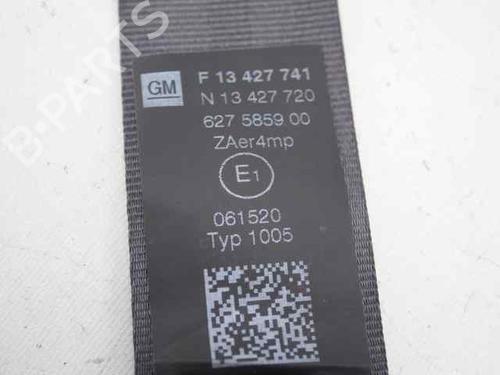 GM
F 13 427 741
N 13 427 720
627 5859 00
ZAer4mp
E1
061520
Typ 1005
B-PARTS